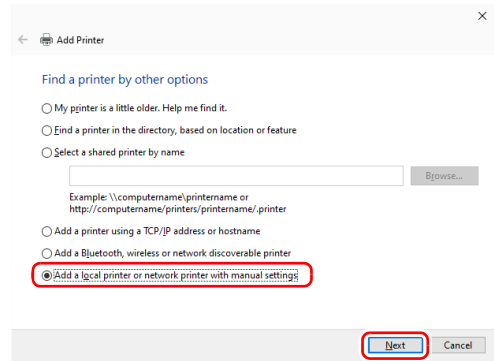 Add Printer
Find a printer by other options
My printer is a little older. Help me find it.
Find a printer in the directory, based on location or feature
Select a shared printer by name
Browse...
Example: \\computername\printername or
http://computername/printers/printername/.printer
Add a printer using a TCP/IP address or hostname
Add a Bluetooth, wireless or network discoverable printer
Add a local printer or network printer with manual settings
Next Cancel